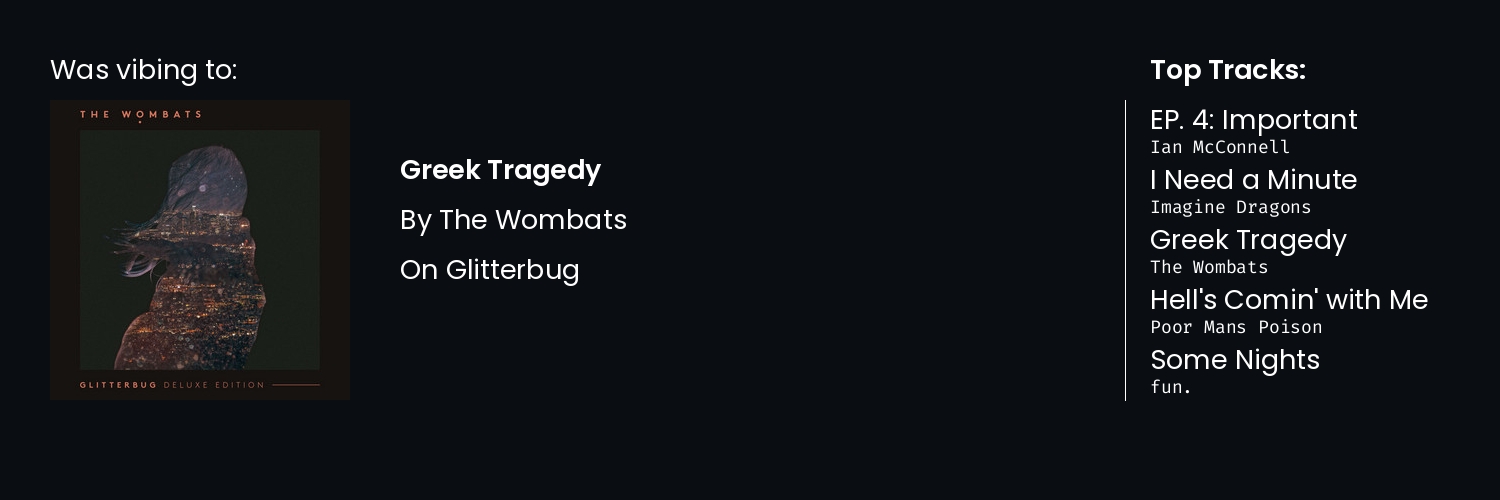 Was vibing to:
THE WOMBATS
GLITTERBUG DELUXE EDITION
Greek Tragedy
By The Wombats
On Glitterbug
Top Tracks:
EP. 4: Important
Ian McConnell
I Need a Minute
Imagine Dragons
Greek Tragedy
The Wombats
Hell's Comin' with Me
Poor Mans Poison
Some Nights
fun.